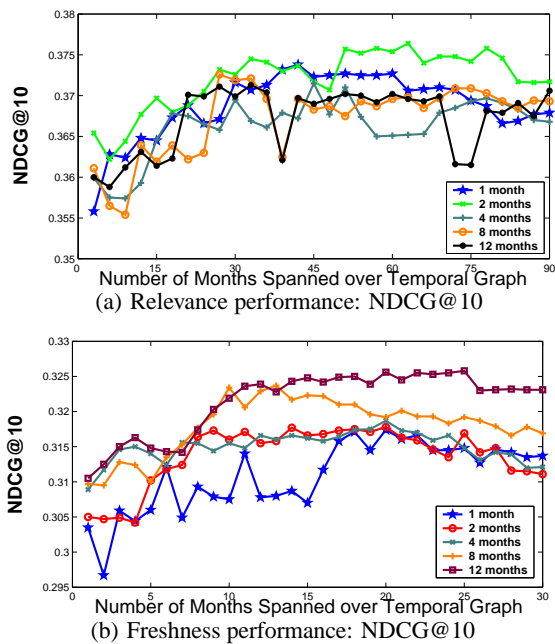 0.38
0.375
0.37
0.365
0.36
0.355
0.35
NDCG@10
0 15 30 45 60 75 90
1 month
2 months
4 months
8 months
12 months
Number of Months Spanned over Temporal Graph
(a) Relevance performance: NDCG@10
0.33
0.325
0.32
0.315
0.31
0.305
0.3
0.295
NDCG@10
0 5 10 15 20 25 30
1 month
2 months
4 months
8 months
12 months
Number of Months Spanned over Temporal Graph
(b) Freshness performance: NDCG@10